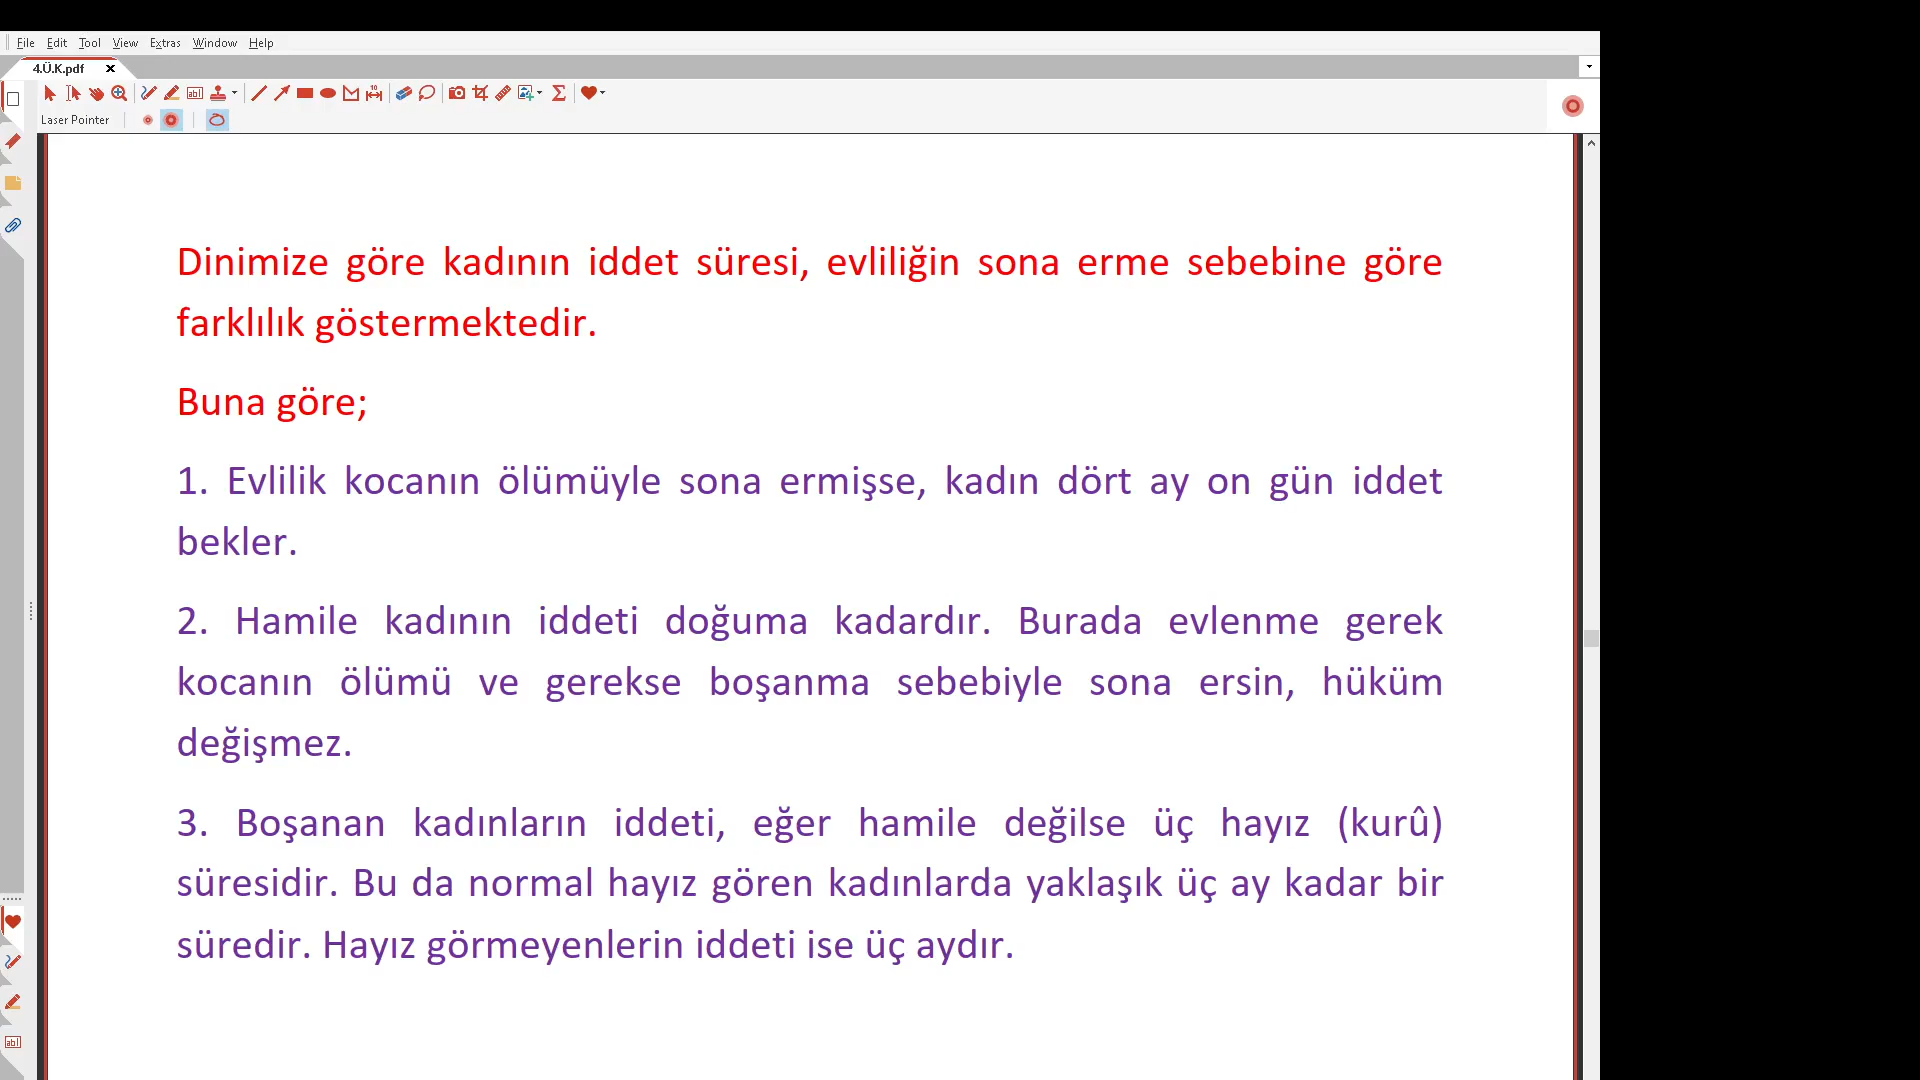 File Edit Tool View Extras Window Help
4.Ü.K.pdf
Laser Pointer
Dinimize göre kadının iddet süresi, evliliğin sona erme sebebine göre
farklılık göstermektedir.
Buna göre;
1. Evlilik kocanın ölümüyle sona ermişse, kadın dört ay on gün iddet
bekler.
2. Hamile kadının iddeti doğuma kadardır. Burada evlenme gerek
kocanın ölümü ve gerekse boşanma sebebiyle sona ersin, hüküm
değişmez.
3. Boşanan kadınların iddeti, eğer hamile değilse üç hayız (kurû)
süresidir. Bu da normal hayız gören kadınlarda yaklaşık üç ay kadar bir
süredir. Hayız görmeyenlerin iddeti ise üç aydır.